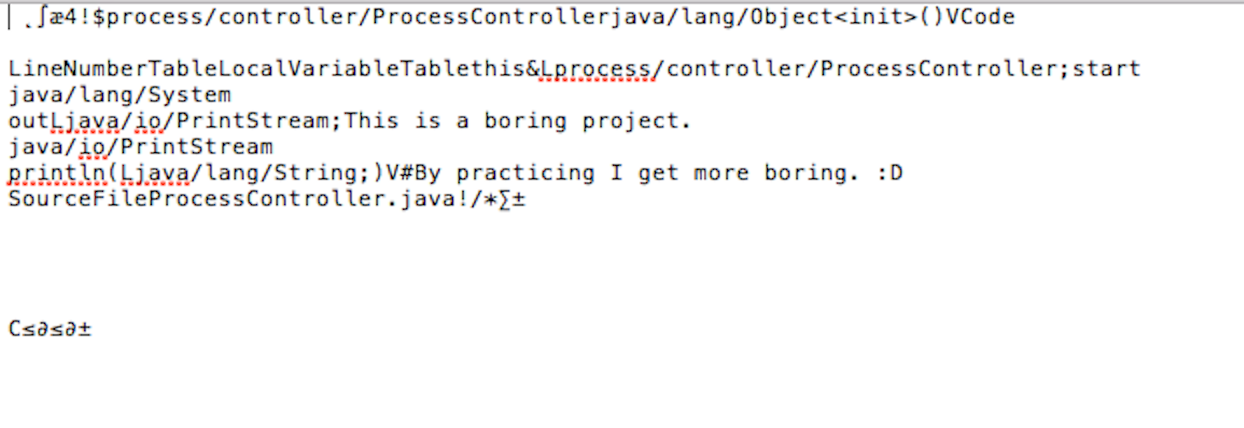 ˛ʃæ4!$process/controller/ProcessControllerjava/lang/Object<init>()VCode
LineNumberTableLocalVariableTablethis&Lprocess/controller/ProcessController;start
java/lang/System
outLjava/io/PrintStream;This is a boring project.
java/io/PrintStream
println(Ljava/lang/String;)V#By practicing I get more boring. :D
SourceFileProcessController.java!/*∑±
C≤∂≤∂±